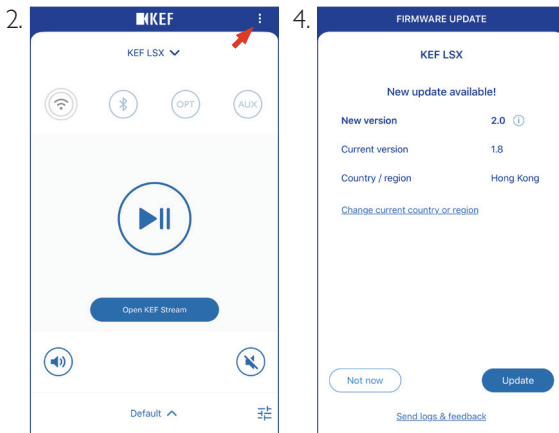 2.
KEF
KEF LSX
OPT
AUX
Open KEF Stream
Default
4.
FIRMWARE UPDATE
KEF LSX
New update available!
New version 2.0 i
Current version 1.8
Country / region Hong Kong
Change current country or region
Not now Update
Send logs & feedback